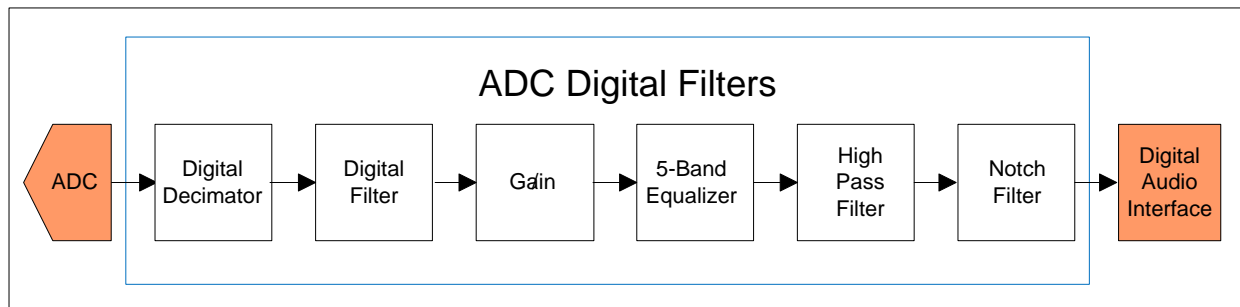 ADC Digital Filters
ADC
Digital
Decimator
Digital
Filter
Gain
5-Band
Equalizer
High
Pass
Filter
Notch
Filter
Digital
Audio
Interface